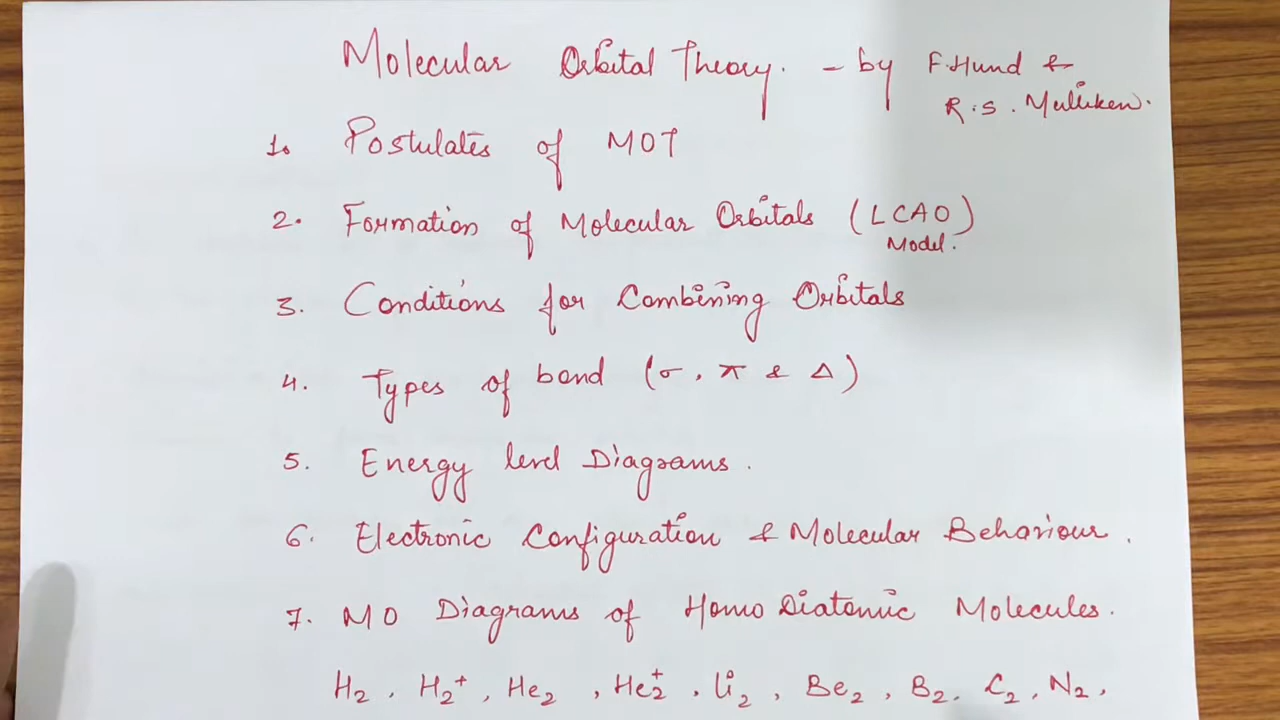 Molecular Orbital Theory. - by F. Hund &
R.S. Mulliken.
1. Postulates of MOT
2. Formation of Molecular Orbitals (LCAO)
Model.
3. Conditions for Combining Orbitals
4. Types of bond (σ, π & Δ)
5. Energy level Diagrams.
6. Electronic Configuration & Molecular Behaviour.
7. MO Diagrams of Homo Diatomic Molecules.
H₂, H₂⁺, He₂, He₂⁺, Li₂, Be₂, B₂, C₂, N₂,